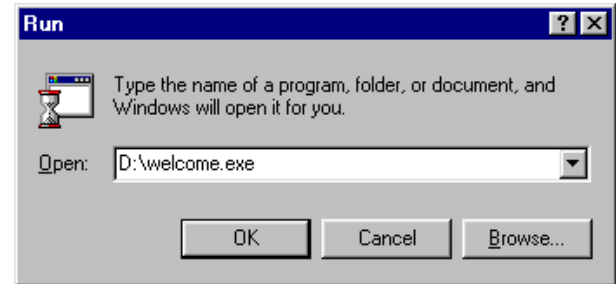 Run
Type the name of a program, folder, or document, and
Windows will open it for you.
Open: D:\welcome.exe
OK Cancel Browse...